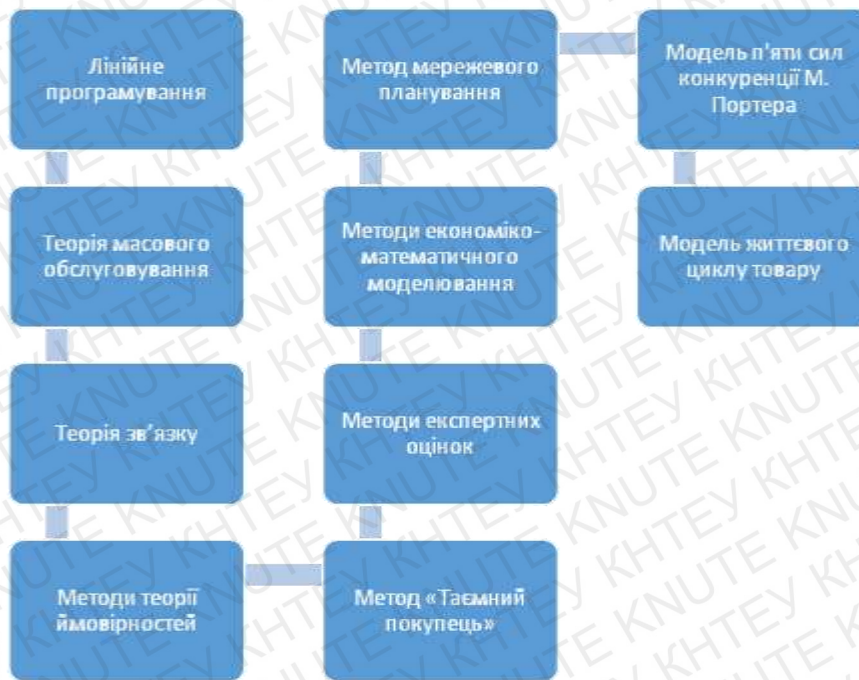 Лінійне
програмування
Теорія масового
обслуговування
Теорія зв’язку
Методи теорії
ймовірностей
Метод «Таємний
покупець»
Методи експертних
оцінок
Методи економіко-
математичного
моделювання
Метод мережевого
планування
Модель п’яти сил
конкуренції М.
Портера
Модель життєвого
циклу товару